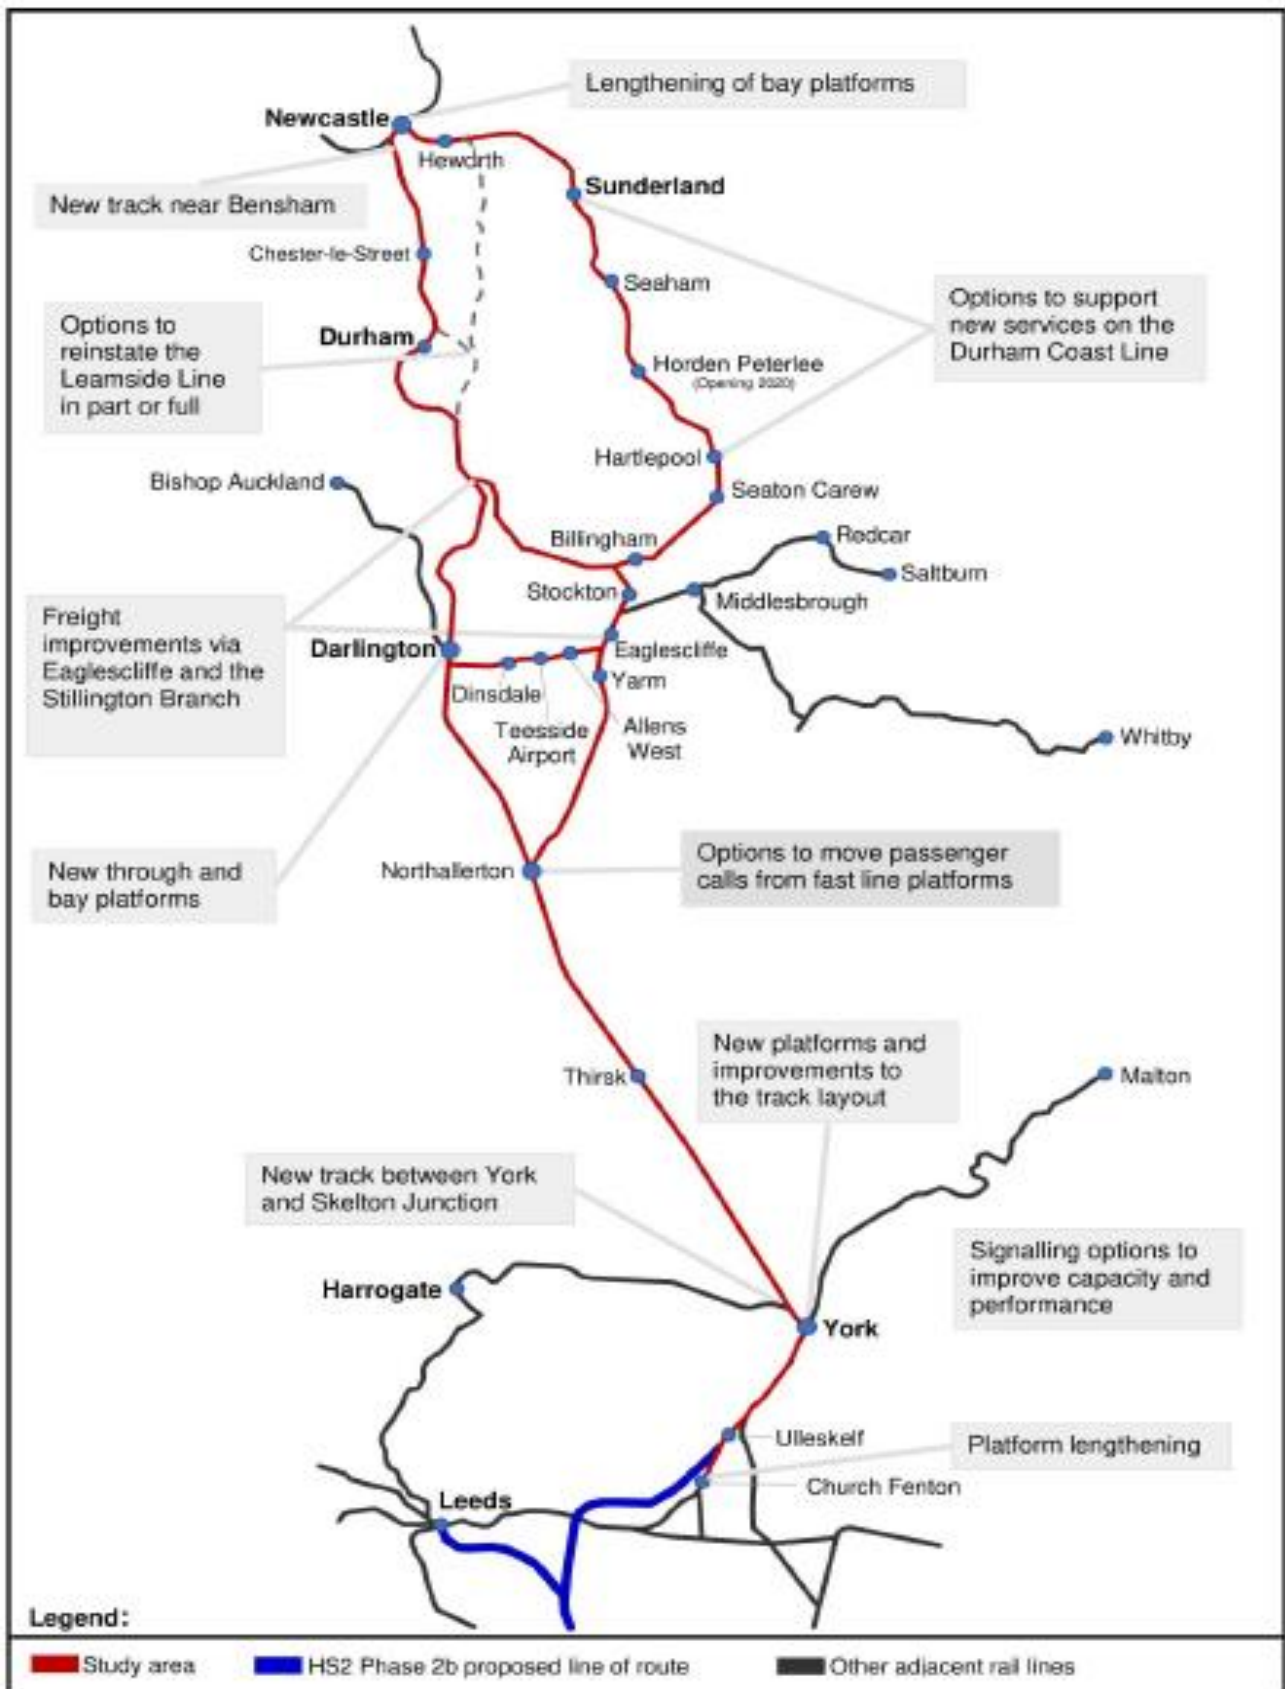 Lengthening of bay platforms
Newcastle
Heworth
New track near Bensham
Sunderland
Chester-le-Street
Seaham
Options to support
new services on the
Durham Coast Line
Options to
reinstate the
Leamside Line
in part or full
Durham
Horden Peterlee
(Opening 2020)
Hartlepool
Bishop Auckland
Seaton Carew
Billingham
Redcar
Saltburn
Stockton
Middlesbrough
Freight
improvements via
Eaglescliffe and the
Stillington Branch
Darlington
Eaglescliffe
Yarm
Dinsdale
Teesside
Airport
Allens
West
Whitby
New through and
bay platforms
Northallerton
Options to move passenger
calls from fast line platforms
Thirsk
New platforms and
improvements to
the track layout
Malton
New track between York
and Skelton Junction
Signalling options to
improve capacity and
performance
Harrogate
York
Ulleskelf
Platform lengthening
Church Fenton
Leeds
Legend:
Study area
HS2 Phase 2b proposed line of route
Other adjacent rail lines